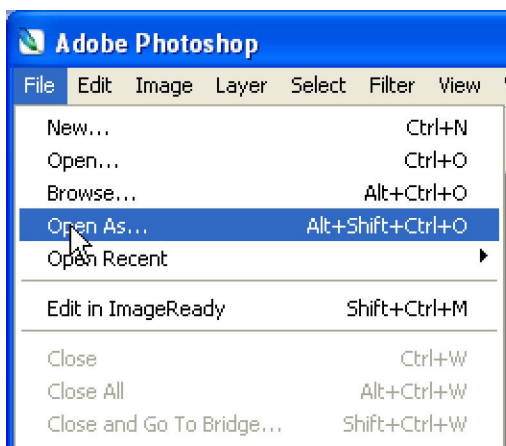 Adobe Photoshop
File Edit Image Layer Select Filter View
New... Ctrl+N
Open... Ctrl+O
Browse... Alt+Ctrl+O
Open As... Alt+Shift+Ctrl+O
Open Recent
Edit in ImageReady Shift+Ctrl+M
Close Ctrl+W
Close All Alt+Ctrl+W
Close and Go To Bridge... Shift+Ctrl+W